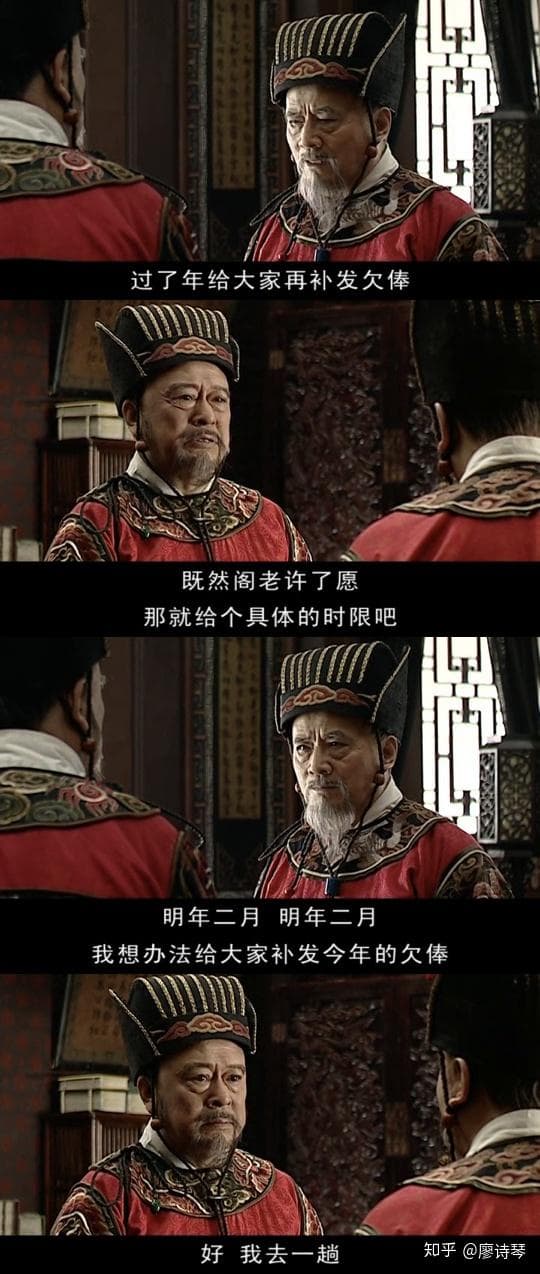 过了年给大家再补发欠俸
既然阁老许了愿
那就给个具体的时限吧
明年二月 明年二月
我想办法给大家补发今年的欠俸
好 我去一趟
知乎 @廖诗琴